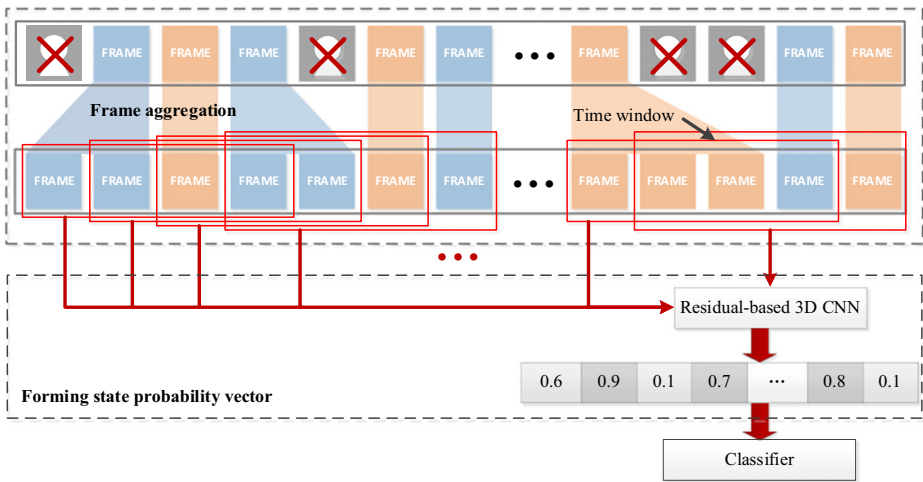 FRAME FRAME FRAME FRAME FRAME ••• FRAME FRAME FRAME
Frame aggregation
Time window
FRAME FRAME FRAME FRAME FRAME FRAME FRAME ••• FRAME FRAME FRAME FRAME FRAME
•••
Residual-based 3D CNN
0.6 0.9 0.1 0.7 ... 0.8 0.1
Forming state probability vector
Classifier